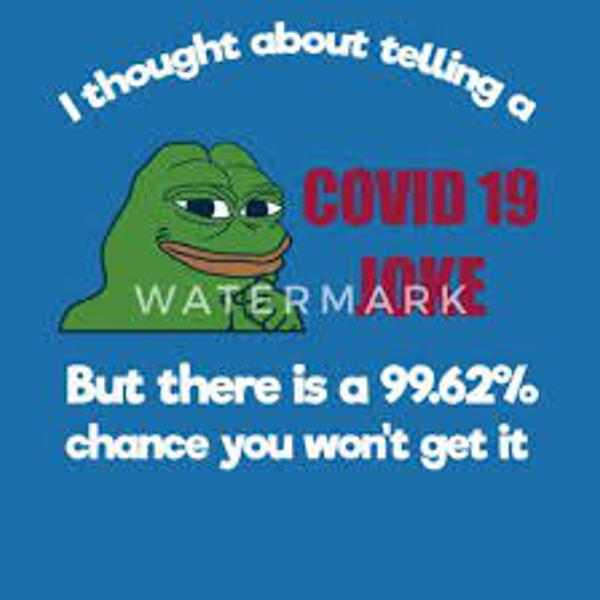 I thought about telling a
COVID 19
JOKE
WATERMARK
But there is a 99.62%
chance you won't get it